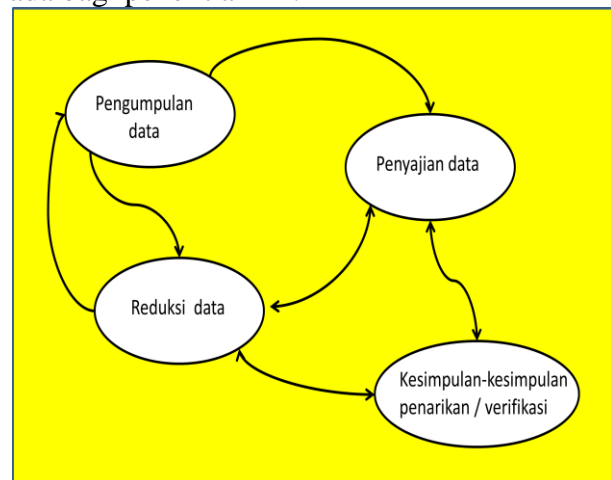 Pengumpulan
data
Penyajian data
Reduksi data
Kesimpulan-kesimpulan
penarikan / verifikasi